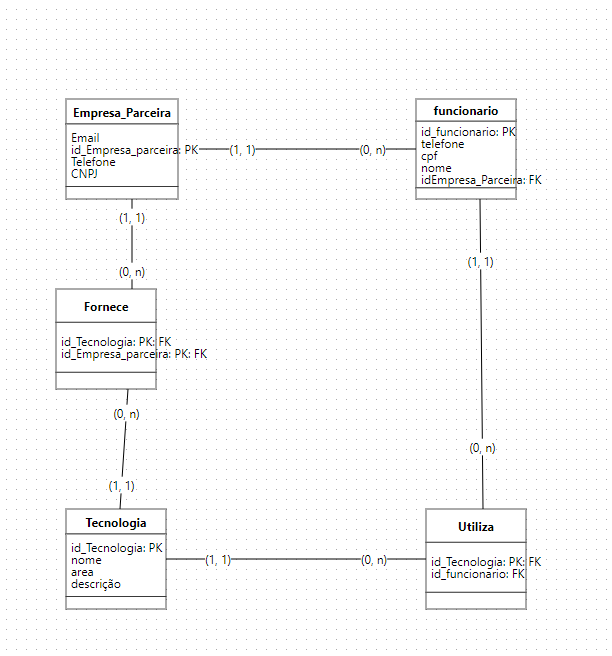 Empresa_Parceira
Email
id_Empresa_parceira: PK
Telefone
CNPJ
(1, 1)
(0, n)
funcionario
id_funcionario: PK
telefone
cpf
nome
idEmpresa_Parceira: FK
(1, 1)
(0, n)
Fornece
id_Tecnologia: PK: FK
id_Empresa_parceira: PK: FK
(1, 1)
(0, n)
(0, n)
(1, 1)
Tecnologia
id_Tecnologia: PK
nome
area
descrição
(1, 1)
(0, n)
Utiliza
id_Tecnologia: PK: FK
id_funcionario: FK